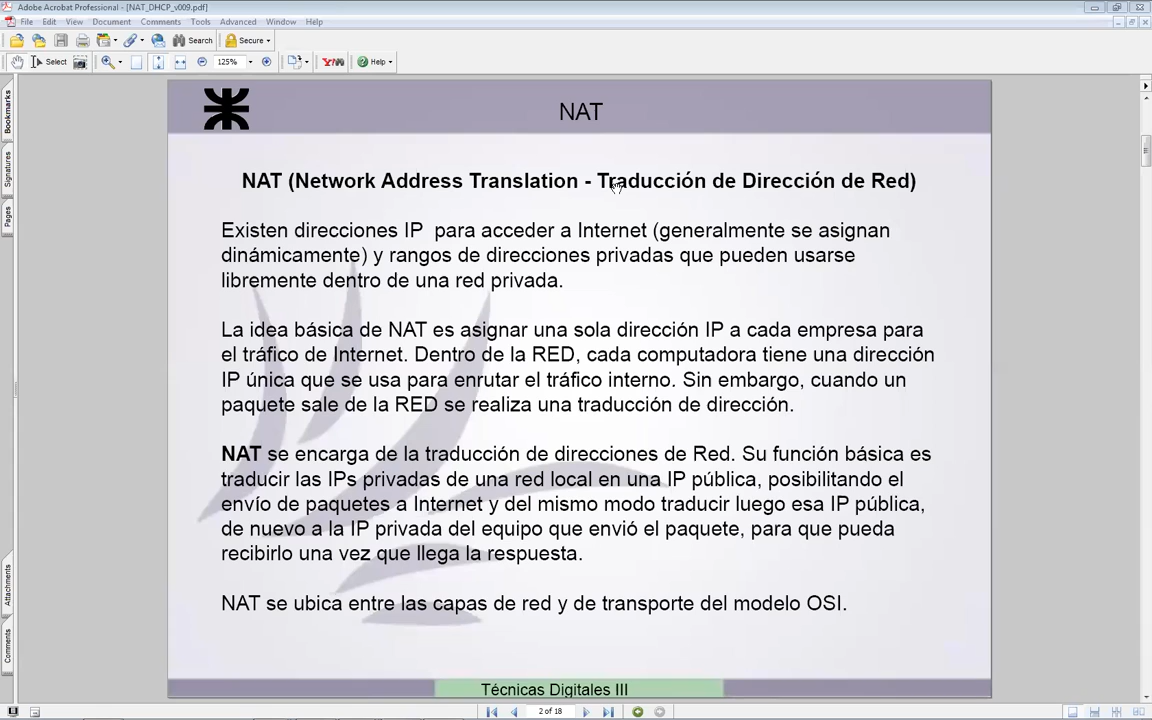 Adobe Acrobat Professional - [NAT_DHCP_v009.pdf]
File Edit View Document Comments Tools Advanced Window Help
Search Secure
Select 125% Help
Bookmarks
Signatures
Pages
Attachments
Comments
NAT
NAT (Network Address Translation - Traducción de Dirección de Red)
Existen direcciones IP para acceder a Internet (generalmente se asignan
dinámicamente) y rangos de direcciones privadas que pueden usarse
libremente dentro de una red privada.
La idea básica de NAT es asignar una sola dirección IP a cada empresa para
el tráfico de Internet. Dentro de la RED, cada computadora tiene una dirección
IP única que se usa para enrutar el tráfico interno. Sin embargo, cuando un
paquete sale de la RED se realiza una traducción de dirección.
NAT se encarga de la traducción de direcciones de Red. Su función básica es
traducir las IPs privadas de una red local en una IP pública, posibilitando el
envío de paquetes a Internet y del mismo modo traducir luego esa IP pública,
de nuevo a la IP privada del equipo que envió el paquete, para que pueda
recibirlo una vez que llega la respuesta.
NAT se ubica entre las capas de red y de transporte del modelo OSI.
Técnicas Digitales III
2 of 18